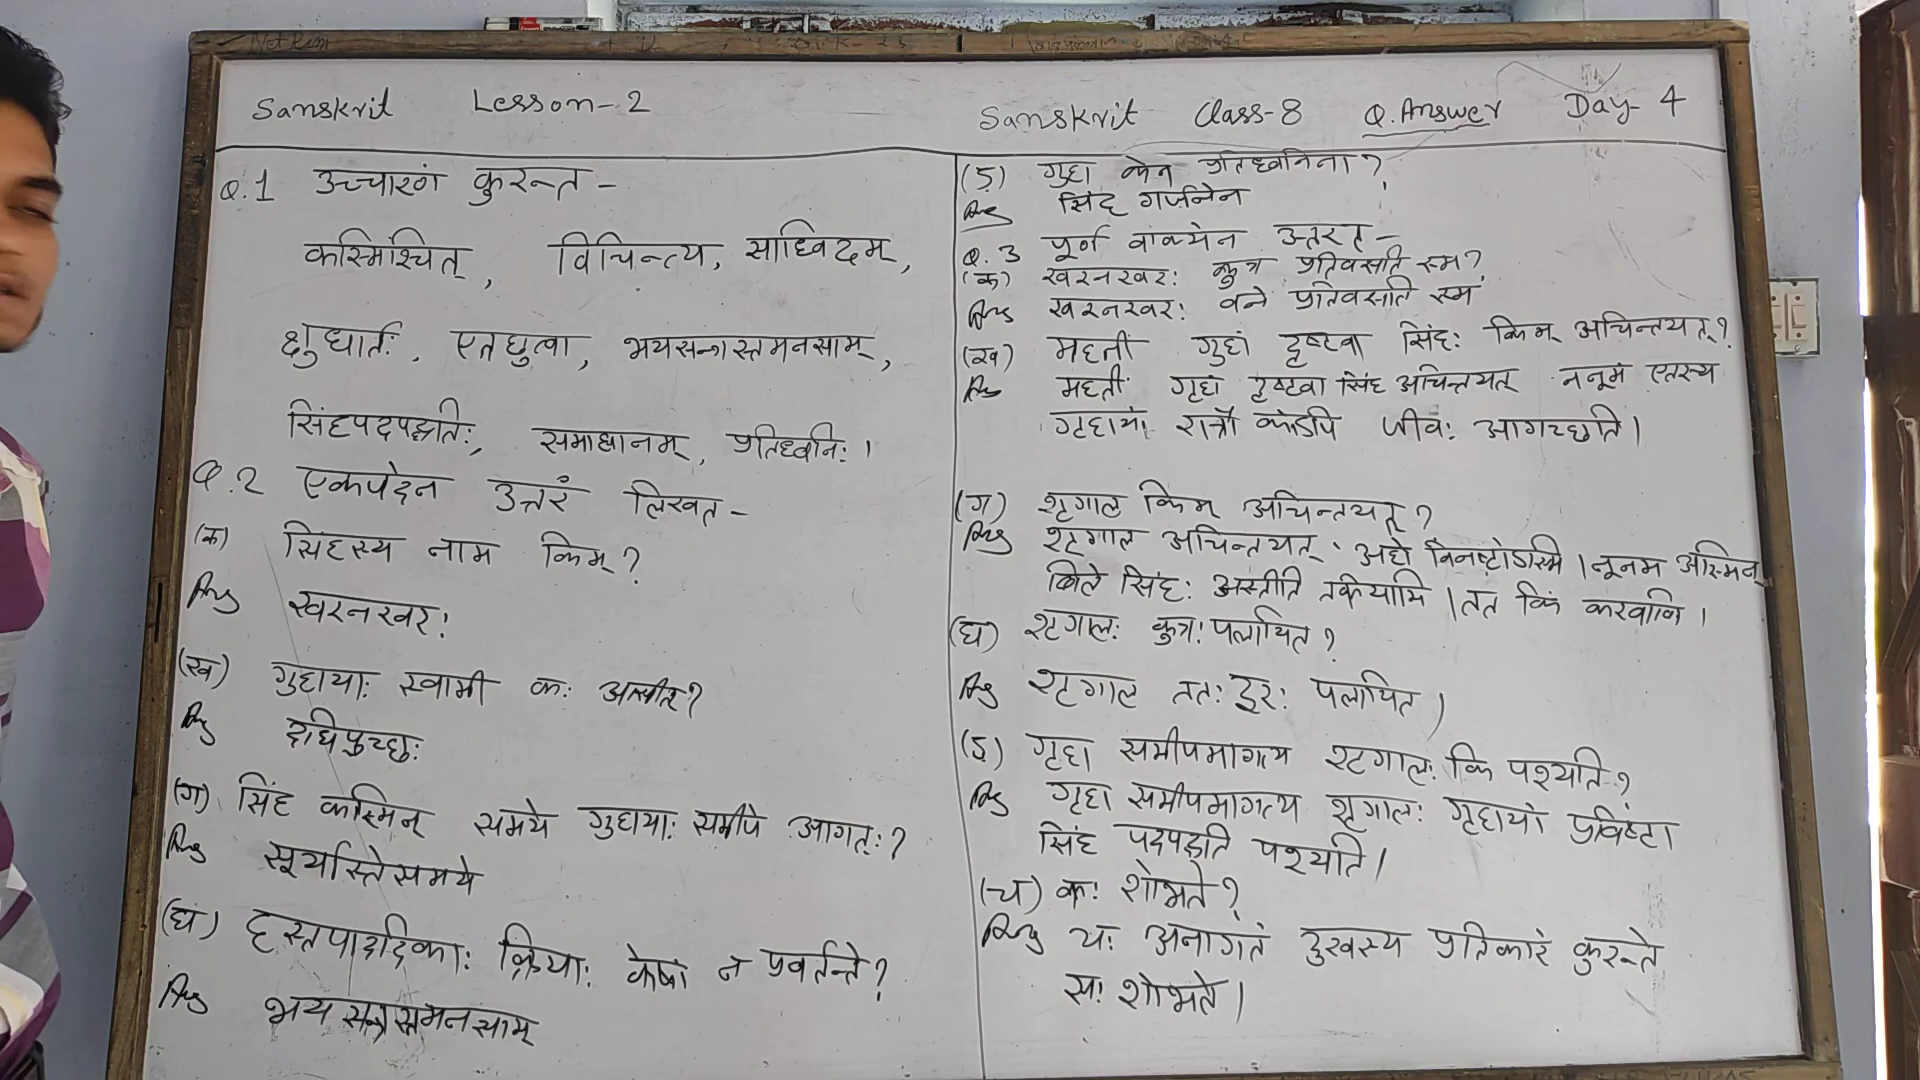 Sanskrit Lesson-2
Q.1 उच्चारणं कुरन्त -
कस्मिंश्चित्, विचिन्त्य, साध्विदम्,
क्षुधार्तः, एतछुत्वा, भयसन्त्रस्तमनसाम्,
सिंहपदपद्धतिः, समाधानम्, प्रतिध्वनिः।
Q.2 एकपदेन उत्तरं लिखत -
(क) सिंहस्य नाम किम्?
Ans खरनखरः
(ख) गुहायाः स्वामी कः आसीत्?
Ans दधिपुच्छः
(ग) सिंह कस्मिन् समये गुहायाः समीपे आगतः?
Ans सूर्यास्तेसमये
(घ) हस्तपादादिकाः क्रियाः केषां न प्रवर्तन्ते?
Ans भयसन्त्रस्तमनसाम्
Sanskrit Class-8 Q.Answer Day-4
(ङ) गुहा केन प्रतिध्वनिना?
Ans सिंह गर्जनेन
Q.3 पूर्ण वाक्येन उत्तरत -
(क) खरनखरः कुत्र प्रतिवसति स्म?
Ans खरनखरः वने प्रतिवसति स्म
(ख) महतीं गुहां दृष्टवा सिंहः किम् अचिन्तयत्?
Ans महतीं गृहां दृष्टवा सिंह अचिन्तयत् ननूम एतस्य
गृहायां रात्रौ कोऽपि जीवः आगच्छति।
(ग) शृगाल किम् अचिन्तयत्?
Ans शृगाल अचिन्तयत् अहो विनष्टोऽस्मि। नूनम अस्मिन्
बिले सिंहः अस्तीति तर्कयामि। तत किं करवाणि।
(घ) शृगालः कुत्रः पलायित?
Ans शृगाल ततः दूरः पलायित।
(ङ) गृहा समीपमागत्य शृगालः कि पश्यति?
Ans गृहा समीपमागत्य शृगालः गृहायां प्रविष्टा
सिंह पदपद्धति पश्यति।
(च) कः शोभते?
Ans यः अनागतं दुखस्य प्रतिकारं कुरन्ते
सः शोभते।